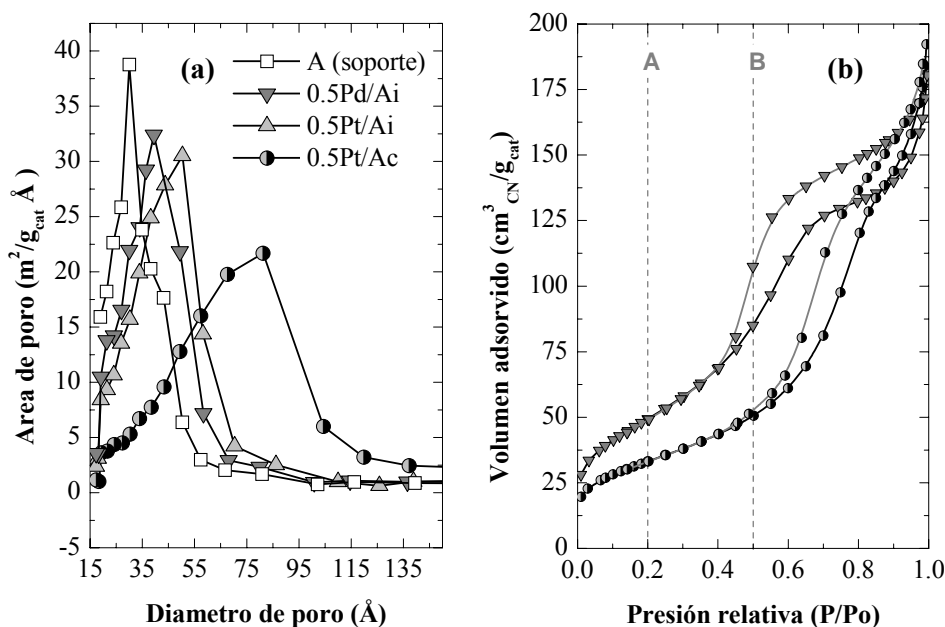 (a)
A (soporte)
0.5Pd/Ai
0.5Pt/Ai
0.5Pt/Ac
40
35
30
25
20
15
10
5
0
-5
Area de poro (m²/g_cat Å)
15 35 55 75 95 115 135
Diametro de poro (Å)
(b)
A B
200
175
150
125
100
75
50
25
0
Volumen adsorvido (cm³_CN/g_cat)
0.0 0.2 0.4 0.6 0.8 1.0
Presión relativa (P/Po)